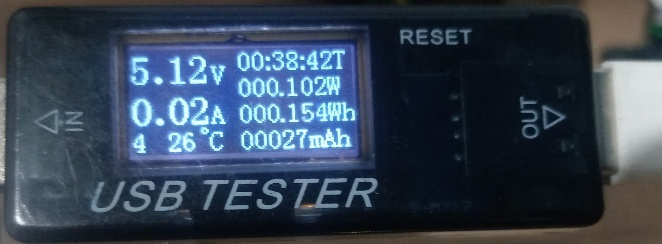 RESET
5.12V 00:38:42T
000.102W
0.02A 000.154Wh
4 26°C 00027mAh
IN
OUT
USB TESTER